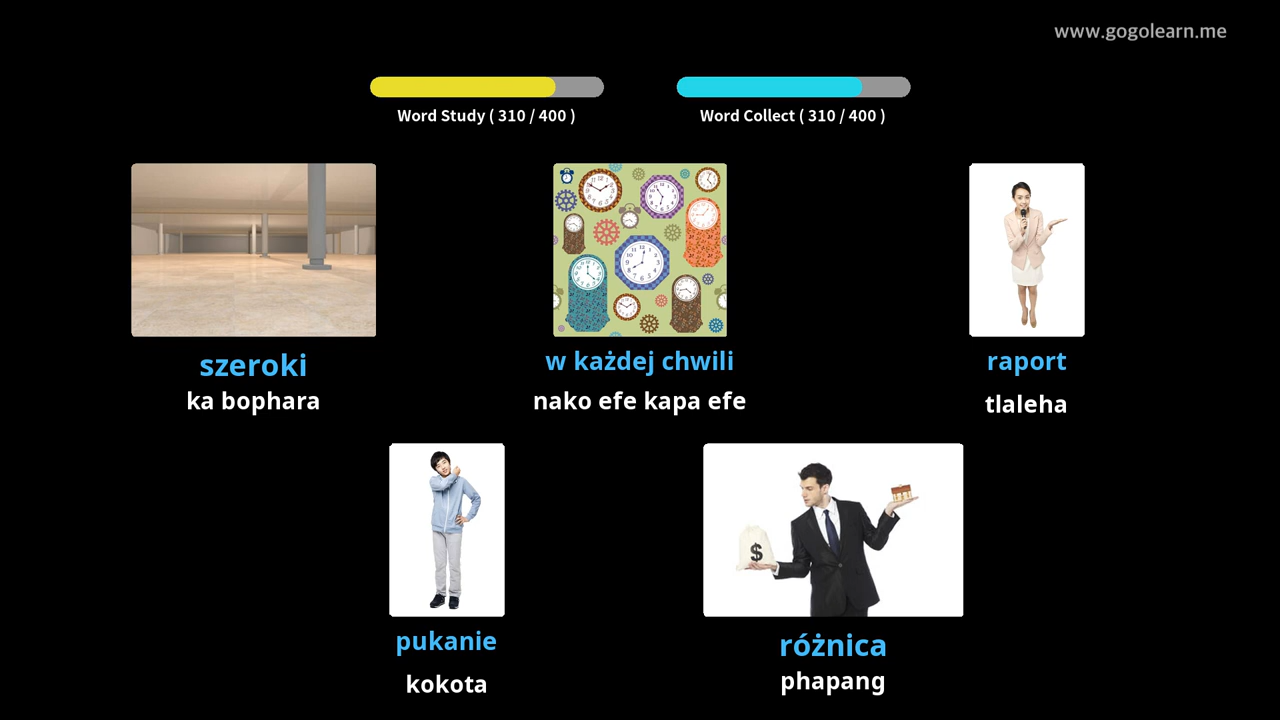 www.gogolearn.me
Word Study ( 310 / 400 )
Word Collect ( 310 / 400 )
szeroki
ka bophara
w każdej chwili
nako efe kapa efe
raport
tlaleha
$
pukanie
kokota
różnica
phapang